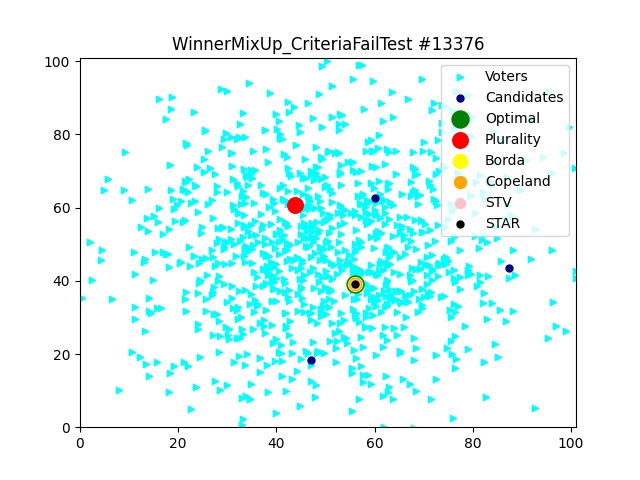 WinnerMixUp_CriteriaFailTest #13376
100
80
60
40
20
0
0
20
40
60
80
100
Voters
Candidates
Optimal
Plurality
Borda
Copeland
STV
STAR